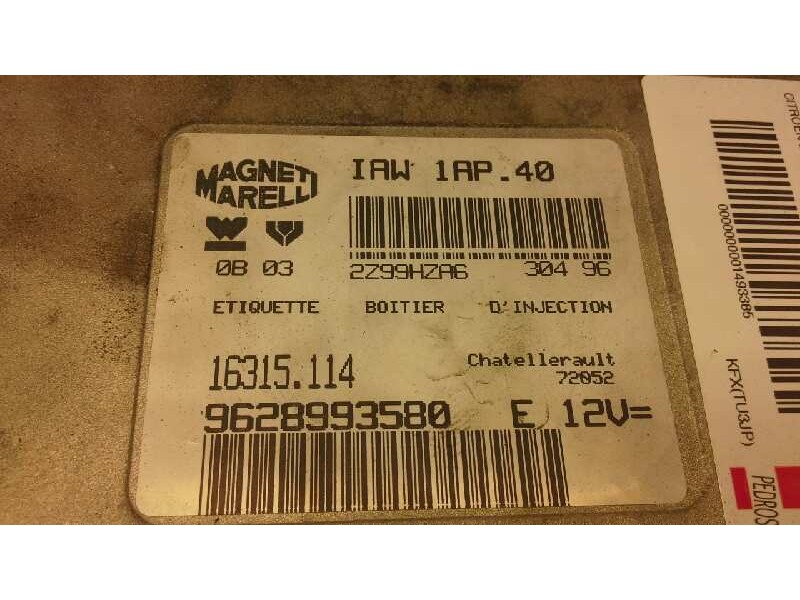 MAGNETI
MARELLI
IAW 1AP.40
0B 03
2Z99HZA6 304 96
ETIQUETTE BOITIER D'INJECTION
16315.114
Chatellerault
72052
9628993580 E 12V=
CITROEN
0000000001493385
KFX(TU3JP)
PEDROS